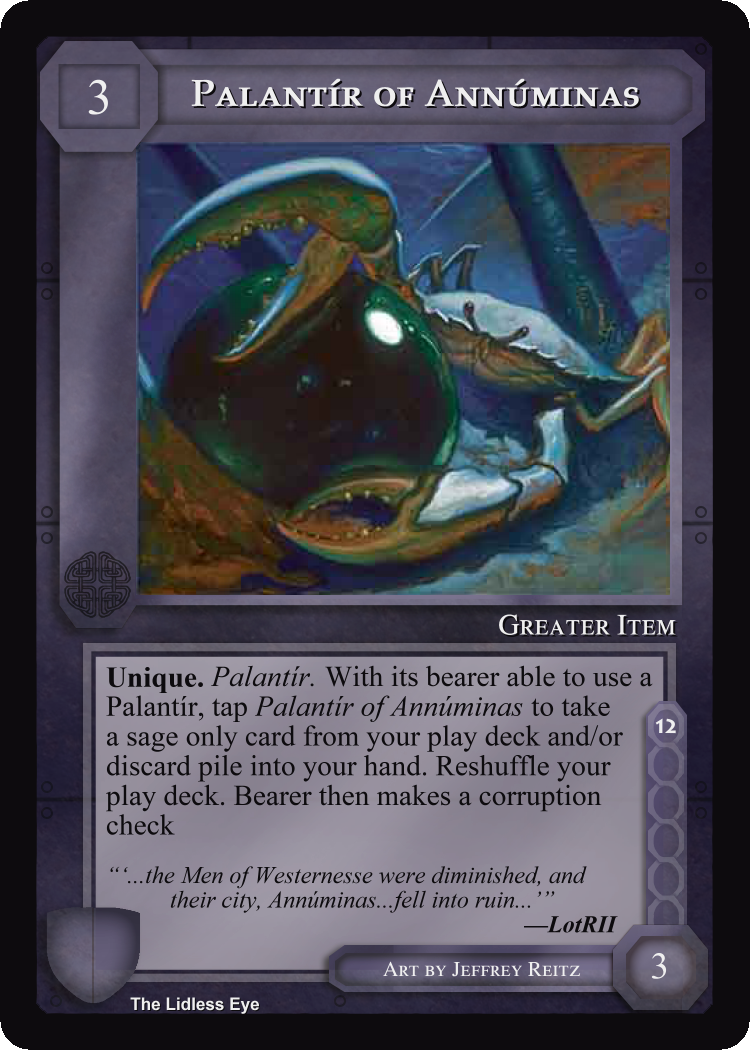 3
Palantír of Annúminas
Greater Item
Unique. Palantír. With its bearer able to use a
Palantír, tap Palantír of Annúminas to take
a sage only card from your play deck and/or
discard pile into your hand. Reshuffle your
play deck. Bearer then makes a corruption
check
12
“‘...the Men of Westernesse were diminished, and
their city, Annúminas...fell into ruin...’”
—LotRII
Art by Jeffrey Reitz
3
The Lidless Eye